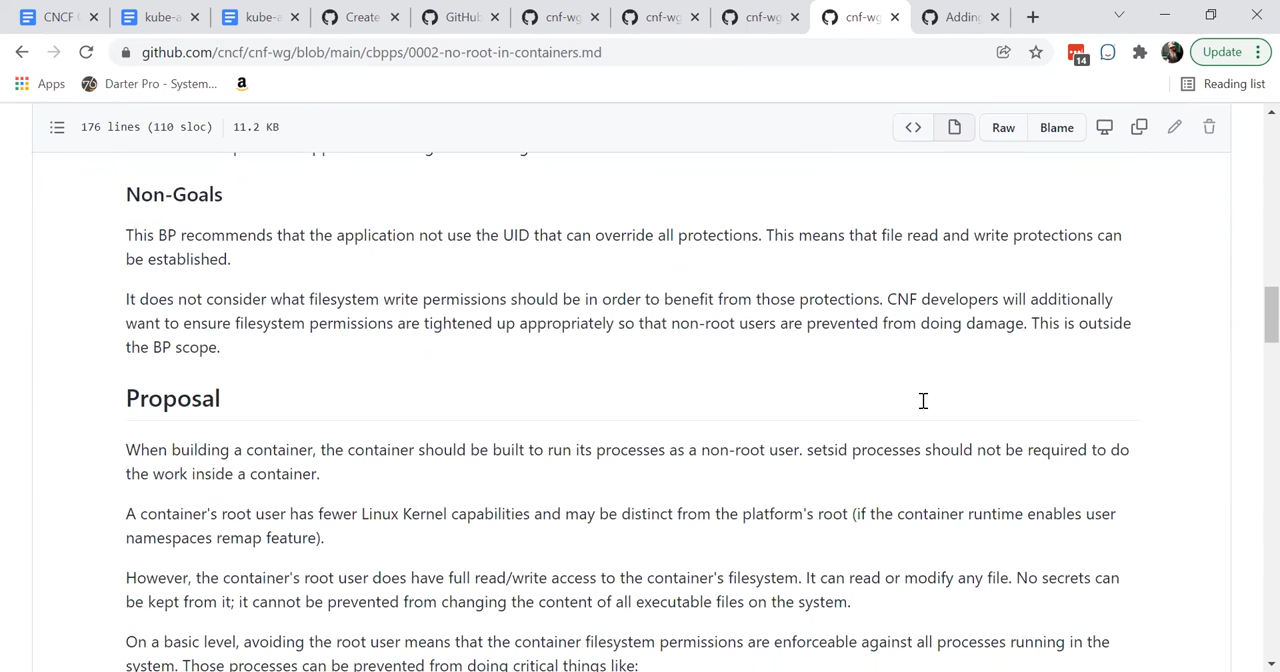 CNCF
kube-a
kube-a
Create
GitHub
cnf-wg
cnf-wg
cnf-wg
cnf-wg
Adding
github.com/cncf/cnf-wg/blob/main/cbpps/0002-no-root-in-containers.md
14
Update
Apps
Darter Pro - System...
a
Reading list
176 lines (110 sloc)
11.2 KB
Raw
Blame
Non-Goals
This BP recommends that the application not use the UID that can override all protections. This means that file read and write protections can
be established.
It does not consider what filesystem write permissions should be in order to benefit from those protections. CNF developers will additionally
want to ensure filesystem permissions are tightened up appropriately so that non-root users are prevented from doing damage. This is outside
the BP scope.
Proposal
When building a container, the container should be built to run its processes as a non-root user. setsid processes should not be required to do
the work inside a container.
A container's root user has fewer Linux Kernel capabilities and may be distinct from the platform's root (if the container runtime enables user
namespaces remap feature).
However, the container's root user does have full read/write access to the container's filesystem. It can read or modify any file. No secrets can
be kept from it; it cannot be prevented from changing the content of all executable files on the system.
On a basic level, avoiding the root user means that the container filesystem permissions are enforceable against all processes running in the
system. Those processes can be prevented from doing critical things like: